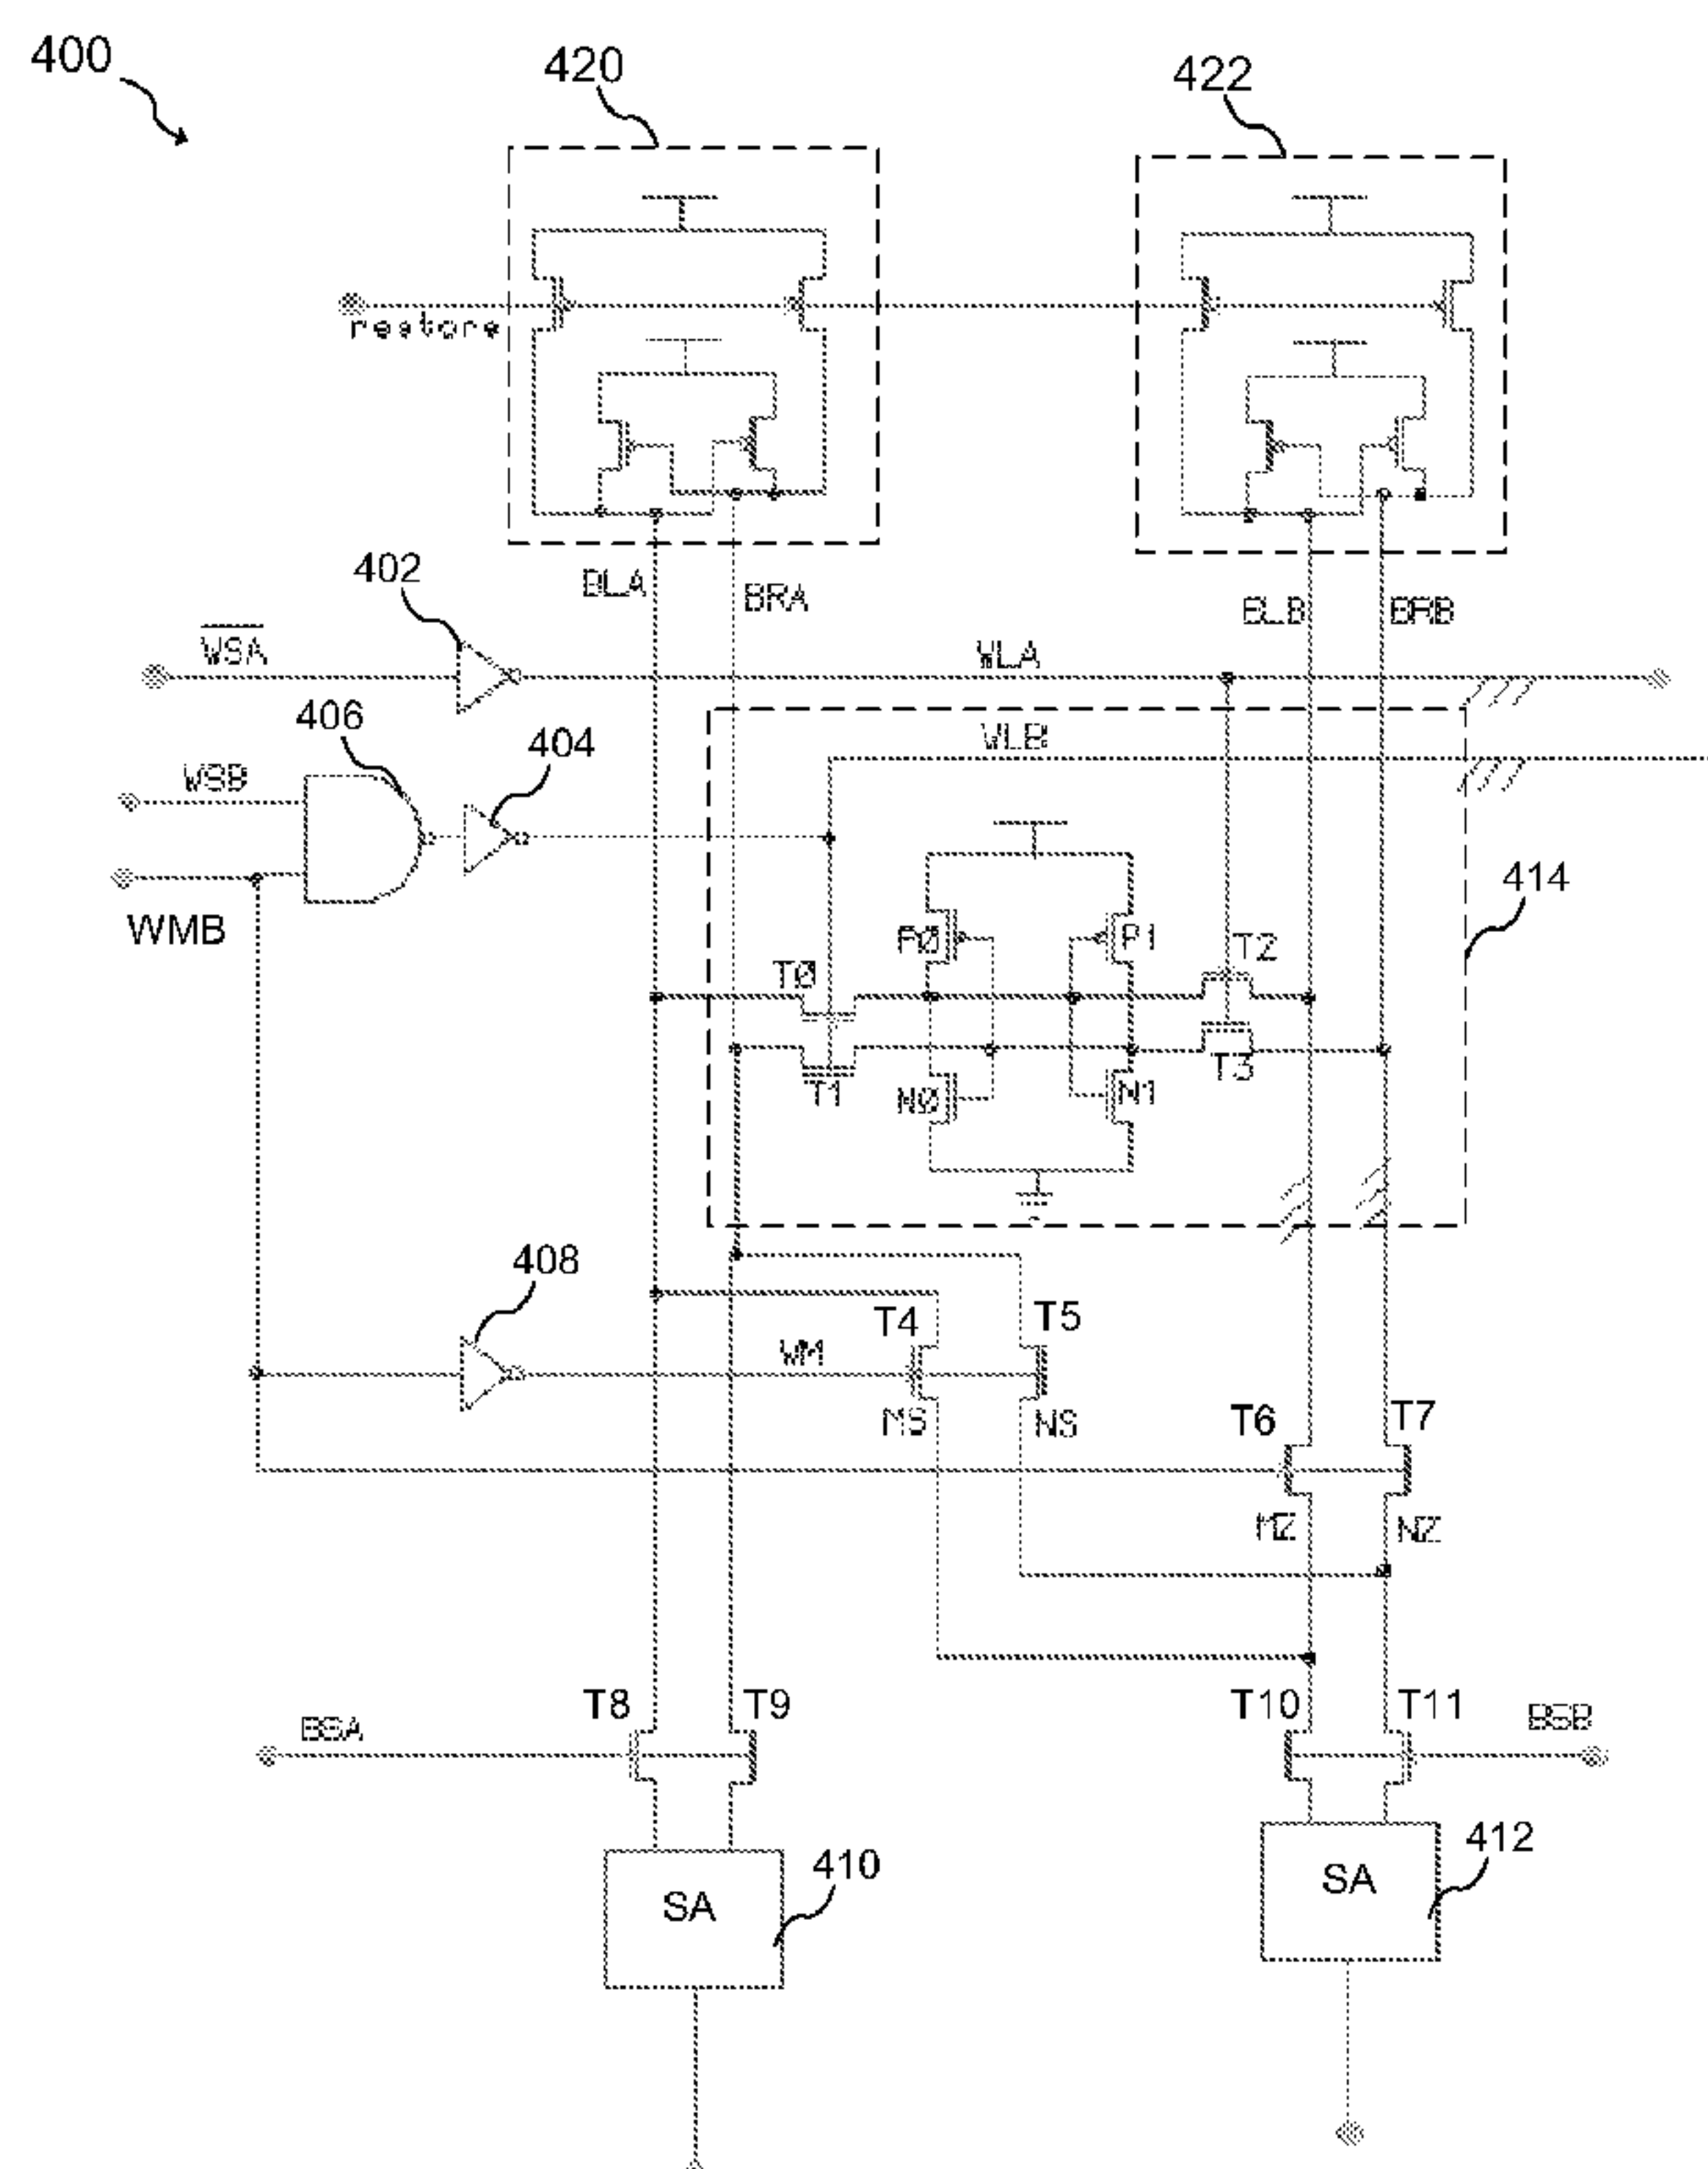 400
420
422
restore
402
BLA
BRA
BLB
BRB
WSA
WLA
406
404
WLB
WSB
414
WMB
P0
P1
T0
T2
T1
N0
N1
T3
408
T4
T5
WM
MS
NS
T6
T7
MZ
NZ
T8
T9
T10
T11
BSA
BSB
SA
410
SA
412